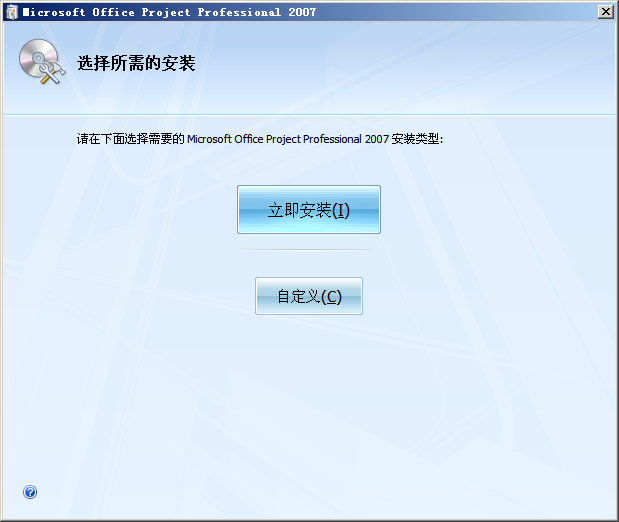 Microsoft Office Project Professional 2007
选择所需的安装
请在下面选择需要的 Microsoft Office Project Professional 2007 安装类型:
立即安装(I)
自定义(C)